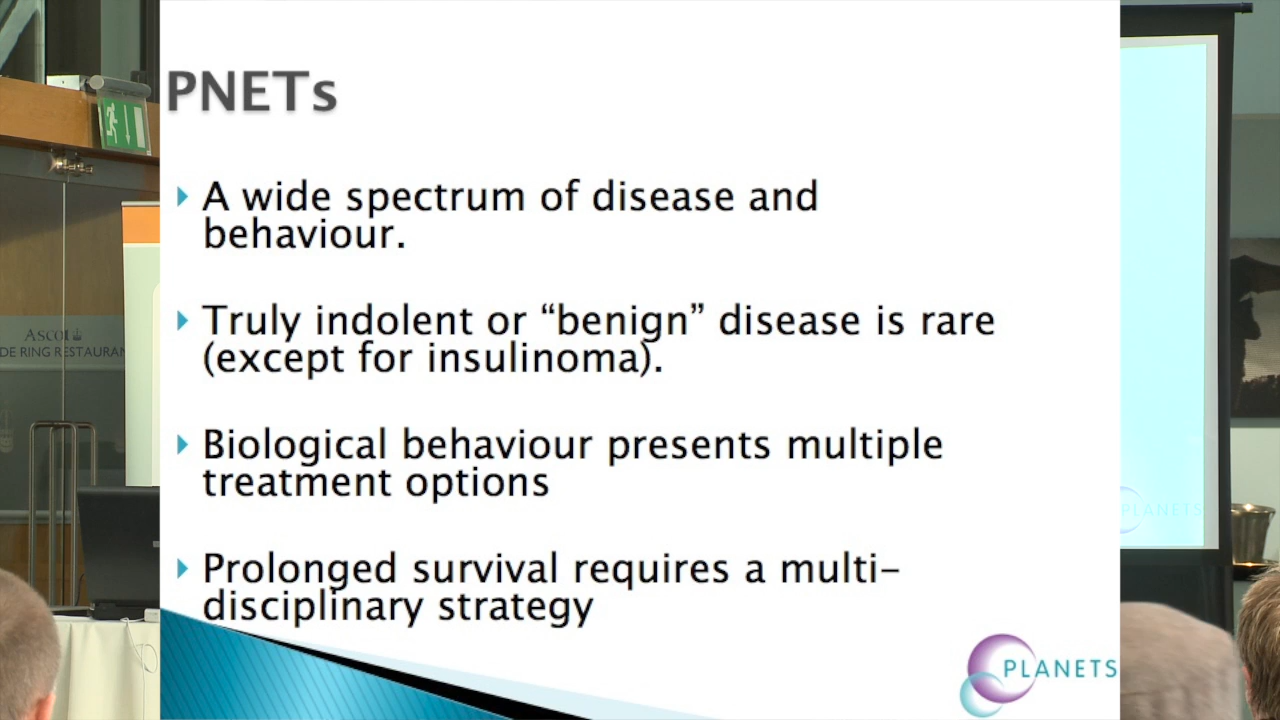 PNETs
A wide spectrum of disease and
behaviour.
Truly indolent or “benign” disease is rare
(except for insulinoma).
Biological behaviour presents multiple
treatment options
Prolonged survival requires a multi-
disciplinary strategy
PLANETS
ASCOT
DE RING RESTAURAN
PLANETS